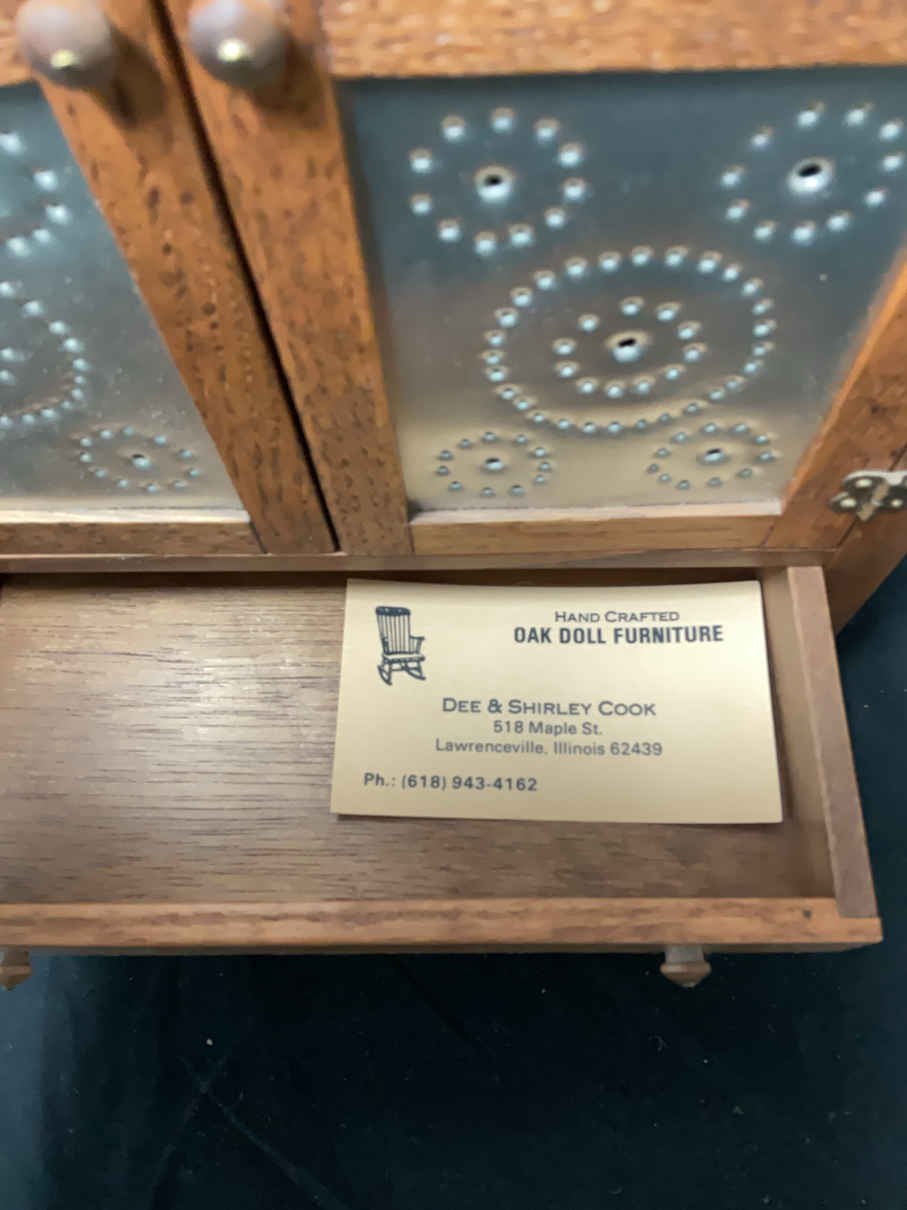 HAND CRAFTED
OAK DOLL FURNITURE
DEE & SHIRLEY COOK
518 Maple St.
Lawrenceville, Illinois 62439
Ph.: (618) 943-4162